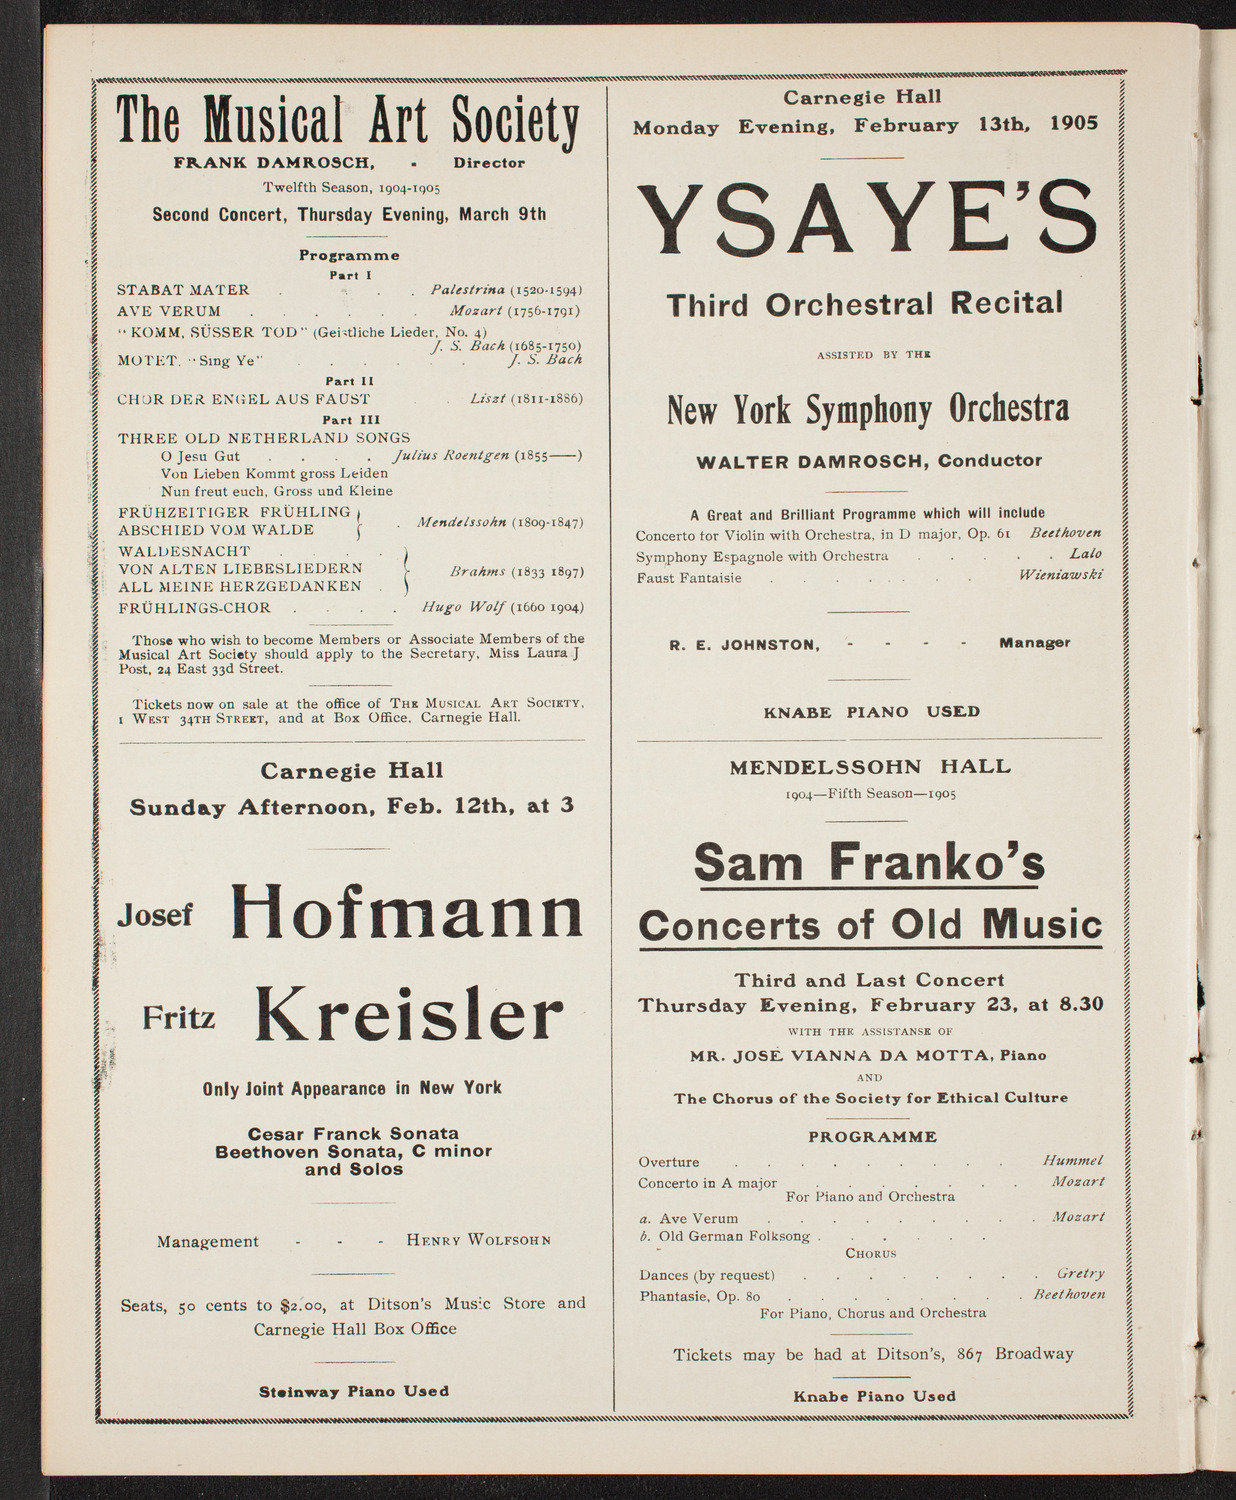 The Musical Art Society
FRANK DAMROSCH, - Director
Twelfth Season, 1904-1905
Second Concert, Thursday Evening, March 9th
Programme
Part I
STABAT MATER . . . . Palestrina (1520-1594)
AVE VERUM . . . . . . Mozart (1756-1791)
"KOMM, SÜSSER TOD" (Geistliche Lieder, No. 4)
J. S. Bach (1685-1750)
MOTET, "Sing Ye" . . . . . . J. S. Bach
Part II
CHOR DER ENGEL AUS FAUST . . Liszt (1811-1886)
Part III
THREE OLD NETHERLAND SONGS
O Jesu Gut . . . . Julius Roentgen (1855——)
Von Lieben Kommt gross Leiden
Nun freut euch, Gross und Kleine
FRÜHZEITIGER FRÜHLING
ABSCHIED VOM WALDE . Mendelssohn (1809-1847)
WALDESNACHT . . . .
VON ALTEN LIEBESLIEDERN Brahms (1833 1897)
ALL MEINE HERZGEDANKEN .
FRÜHLINGS-CHOR . . . . Hugo Wolf (1660 1904)
Those who wish to become Members or Associate Members of the
Musical Art Society should apply to the Secretary, Miss Laura J
Post, 24 East 33d Street.
Tickets now on sale at the office of THE MUSICAL ART SOCIETY,
1 WEST 34TH STREET, and at Box Office, Carnegie Hall.
Carnegie Hall
Sunday Afternoon, Feb. 12th, at 3
Josef Hofmann
Fritz Kreisler
Only Joint Appearance in New York
Cesar Franck Sonata
Beethoven Sonata, C minor
and Solos
Management - - - HENRY WOLFSOHN
Seats, 50 cents to $2.00, at Ditson's Music Store and
Carnegie Hall Box Office
Steinway Piano Used
Carnegie Hall
Monday Evening, February 13th, 1905
YSAYE'S
Third Orchestral Recital
ASSISTED BY THE
New York Symphony Orchestra
WALTER DAMROSCH, Conductor
A Great and Brilliant Programme which will include
Concerto for Violin with Orchestra, in D major, Op. 61 Beethoven
Symphony Espagnole with Orchestra . . . . . Lalo
Faust Fantaisie . . . . . . . . Wieniawski
R. E. JOHNSTON, - - - - Manager
KNABE PIANO USED
MENDELSSOHN HALL
1904—Fifth Season—1905
Sam Franko's
Concerts of Old Music
Third and Last Concert
Thursday Evening, February 23, at 8.30
WITH THE ASSISTANSE OF
MR. JOSÉ VIANNA DA MOTTA, Piano
AND
The Chorus of the Society for Ethical Culture
PROGRAMME
Overture . . . . . . . . . Hummel
Concerto in A major . . . . . . . Mozart
For Piano and Orchestra
a. Ave Verum . . . . . . . . . Mozart
b. Old German Folksong . . . . . .
CHORUS
Dances (by request) . . . . . . . . Gretry
Phantasie, Op. 80 . . . . . . . . Beethoven
For Piano, Chorus and Orchestra
Tickets may be had at Ditson's, 867 Broadway
Knabe Piano Used